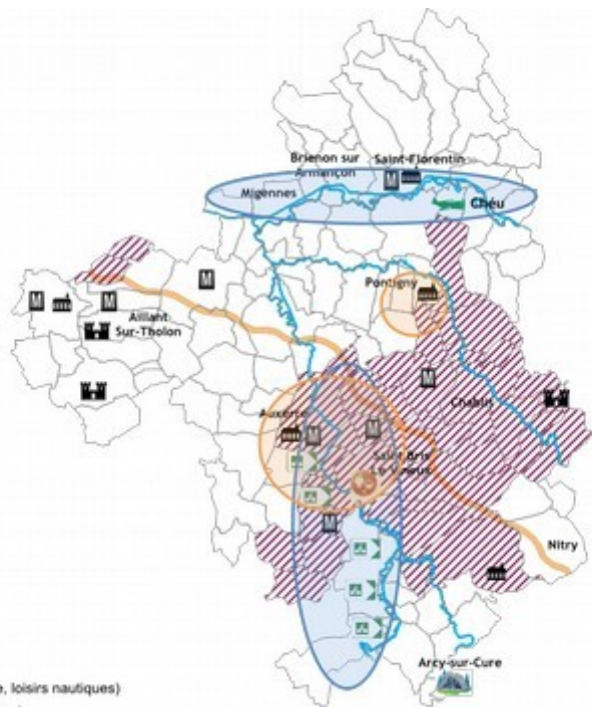 Brienon sur
Armançon
Saint-Florentin
Migennes
Chéu
Pontigny
Aillant
Sur-Tholon
Chablis
Auxerre
Saint Bris
Le Vineux
Nitry
Arcy-sur-Cure
e, loisirs nautiques)
M
M
M
M
M
M
M
M